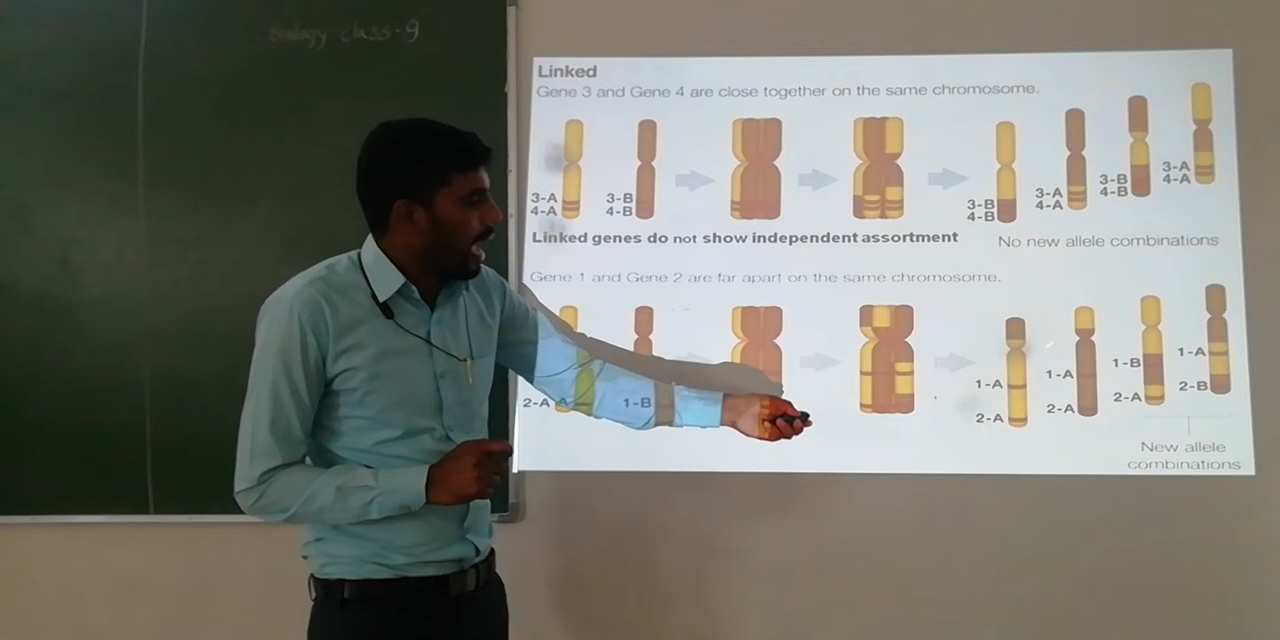 Biology class-9
Linked
Gene 3 and Gene 4 are close together on the same chromosome.
3-A
4-A
3-B
4-B
3-B
4-B
3-A
4-A
3-B
4-B
3-A
4-A
Linked genes do not show independent assortment
No new allele combinations
Gene 1 and Gene 2 are far apart on the same chromosome.
2-A
1-B
1-A
2-A
1-A
2-A
1-B
2-A
1-A
2-B
New allele
combinations